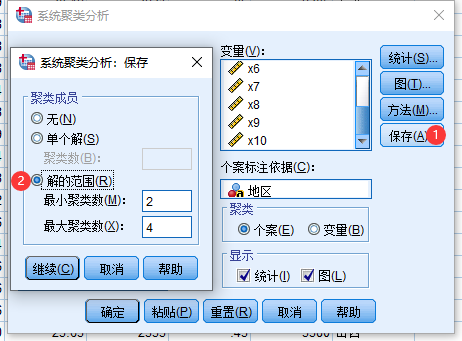 系统聚类分析
系统聚类分析：保存
聚类成员
无(N)
单个解(S)
聚类数(B):
2
解的范围(R)
最小聚类数(M): 2
最大聚类数(X): 4
继续(C) 取消 帮助
变量(V):
x6
x7
x8
x9
x10
个案标注依据(C):
地区
聚类
个案(E) 变量(B)
显示
统计(I) 图(L)
统计(S)...
图(T)...
方法(M)...
保存(A) 1
确定 粘贴(P) 重置(R) 取消 帮助